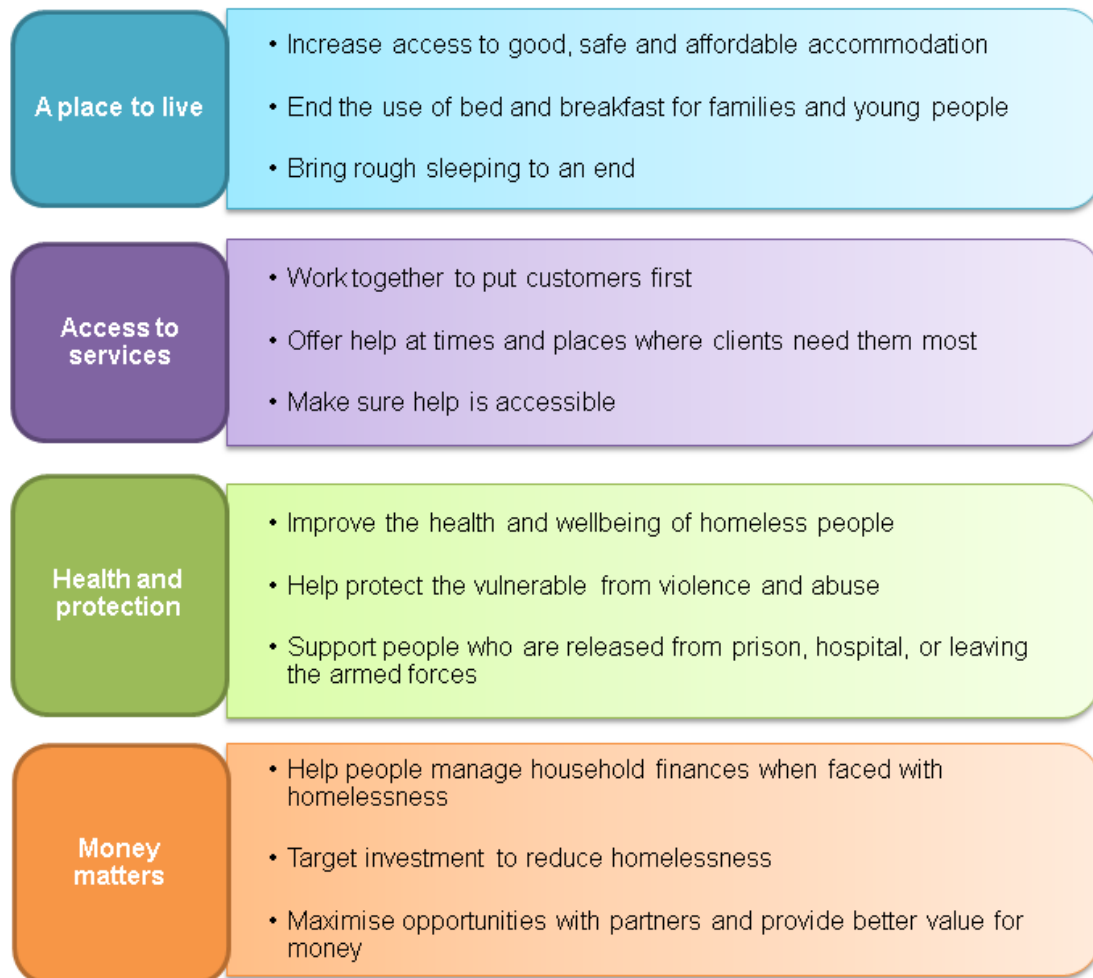 A place to live
• Increase access to good, safe and affordable accommodation
• End the use of bed and breakfast for families and young people
• Bring rough sleeping to an end
Access to
services
• Work together to put customers first
• Offer help at times and places where clients need them most
• Make sure help is accessible
Health and
protection
• Improve the health and wellbeing of homeless people
• Help protect the vulnerable from violence and abuse
• Support people who are released from prison, hospital, or leaving
the armed forces
Money
matters
• Help people manage household finances when faced with
homelessness
• Target investment to reduce homelessness
• Maximise opportunities with partners and provide better value for
money